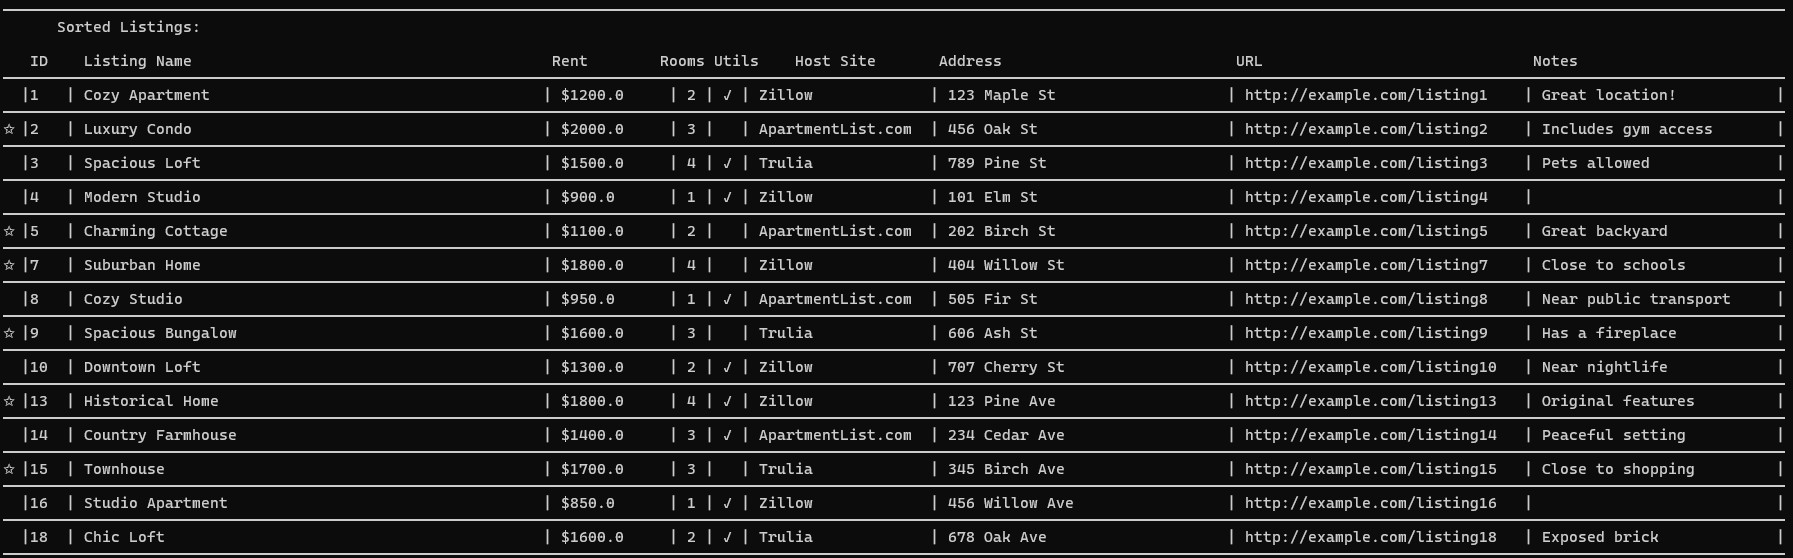 Sorted Listings:
ID Listing Name Rent Rooms Utils Host Site Address URL Notes
|1 | Cozy Apartment | $1200.0 | 2 | ✓ | Zillow | 123 Maple St | http://example.com/listing1 | Great location! |
☆ |2 | Luxury Condo | $2000.0 | 3 | | ApartmentList.com | 456 Oak St | http://example.com/listing2 | Includes gym access |
|3 | Spacious Loft | $1500.0 | 4 | ✓ | Trulia | 789 Pine St | http://example.com/listing3 | Pets allowed |
|4 | Modern Studio | $900.0 | 1 | ✓ | Zillow | 101 Elm St | http://example.com/listing4 | |
☆ |5 | Charming Cottage | $1100.0 | 2 | | ApartmentList.com | 202 Birch St | http://example.com/listing5 | Great backyard |
☆ |7 | Suburban Home | $1800.0 | 4 | | Zillow | 404 Willow St | http://example.com/listing7 | Close to schools |
|8 | Cozy Studio | $950.0 | 1 | ✓ | ApartmentList.com | 505 Fir St | http://example.com/listing8 | Near public transport |
☆ |9 | Spacious Bungalow | $1600.0 | 3 | | Trulia | 606 Ash St | http://example.com/listing9 | Has a fireplace |
|10 | Downtown Loft | $1300.0 | 2 | ✓ | Zillow | 707 Cherry St | http://example.com/listing10 | Near nightlife |
☆ |13 | Historical Home | $1800.0 | 4 | ✓ | Zillow | 123 Pine Ave | http://example.com/listing13 | Original features |
|14 | Country Farmhouse | $1400.0 | 3 | ✓ | ApartmentList.com | 234 Cedar Ave | http://example.com/listing14 | Peaceful setting |
☆ |15 | Townhouse | $1700.0 | 3 | | Trulia | 345 Birch Ave | http://example.com/listing15 | Close to shopping |
|16 | Studio Apartment | $850.0 | 1 | ✓ | Zillow | 456 Willow Ave | http://example.com/listing16 | |
|18 | Chic Loft | $1600.0 | 2 | ✓ | Trulia | 678 Oak Ave | http://example.com/listing18 | Exposed brick |